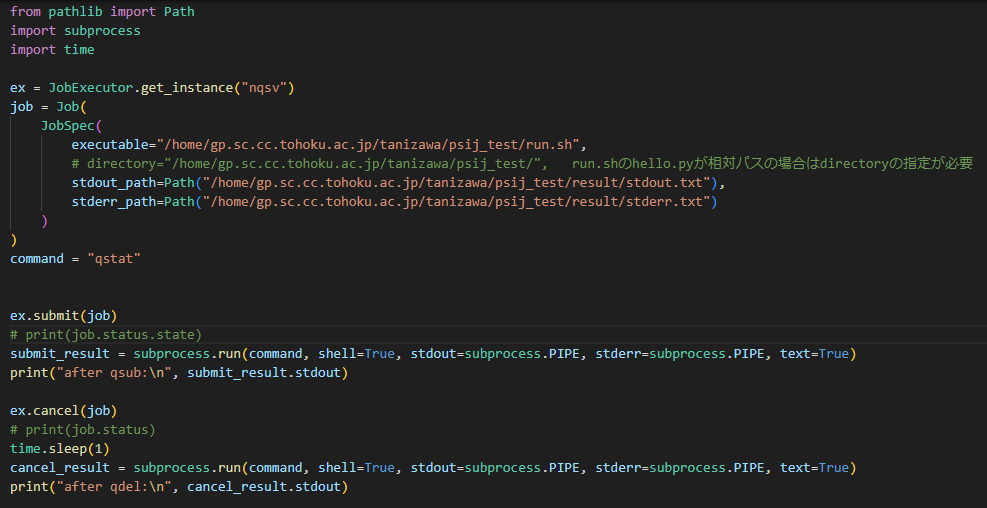 from pathlib import Path
import subprocess
import time
ex = JobExecutor.get_instance("nqsv")
job = Job(
JobSpec(
executable="/home/gp.sc.cc.tohoku.ac.jp/tanizawa/psij_test/run.sh",
# directory="/home/gp.sc.cc.tohoku.ac.jp/tanizawa/psij_test/",   run.shのhello.pyが相対パスの場合はdirectoryの指定が必要
stdout_path=Path("/home/gp.sc.cc.tohoku.ac.jp/tanizawa/psij_test/result/stdout.txt"),
stderr_path=Path("/home/gp.sc.cc.tohoku.ac.jp/tanizawa/psij_test/result/stderr.txt")
)
)
command = "qstat"
ex.submit(job)
# print(job.status.state)
submit_result = subprocess.run(command, shell=True, stdout=subprocess.PIPE, stderr=subprocess.PIPE, text=True)
print("after qsub:\n", submit_result.stdout)
ex.cancel(job)
# print(job.status)
time.sleep(1)
cancel_result = subprocess.run(command, shell=True, stdout=subprocess.PIPE, stderr=subprocess.PIPE, text=True)
print("after qdel:\n", cancel_result.stdout)